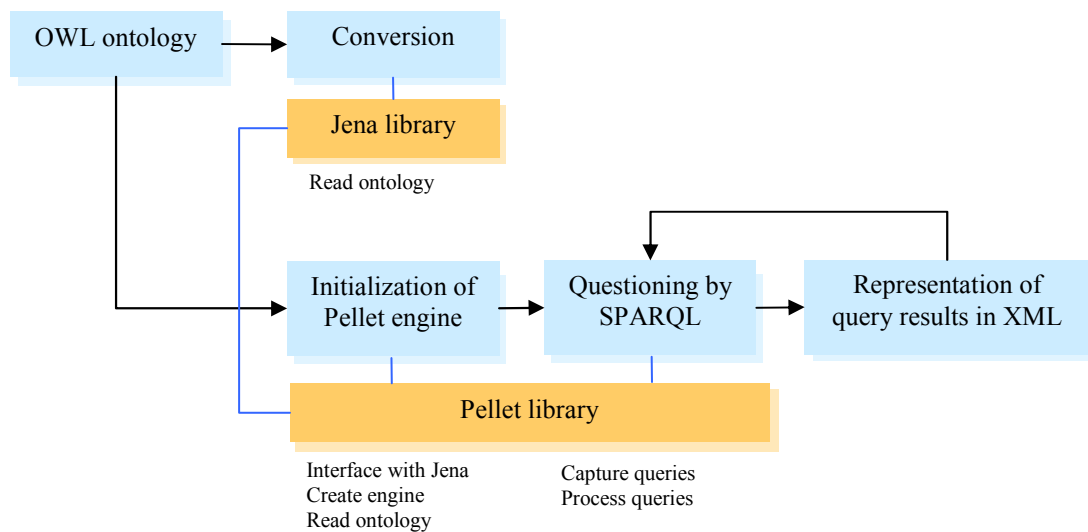 OWL ontology
Conversion
Jena library
Read ontology
Initialization of
Pellet engine
Questioning by
SPARQL
Representation of
query results in XML
Pellet library
Interface with Jena
Create engine
Read ontology
Capture queries
Process queries